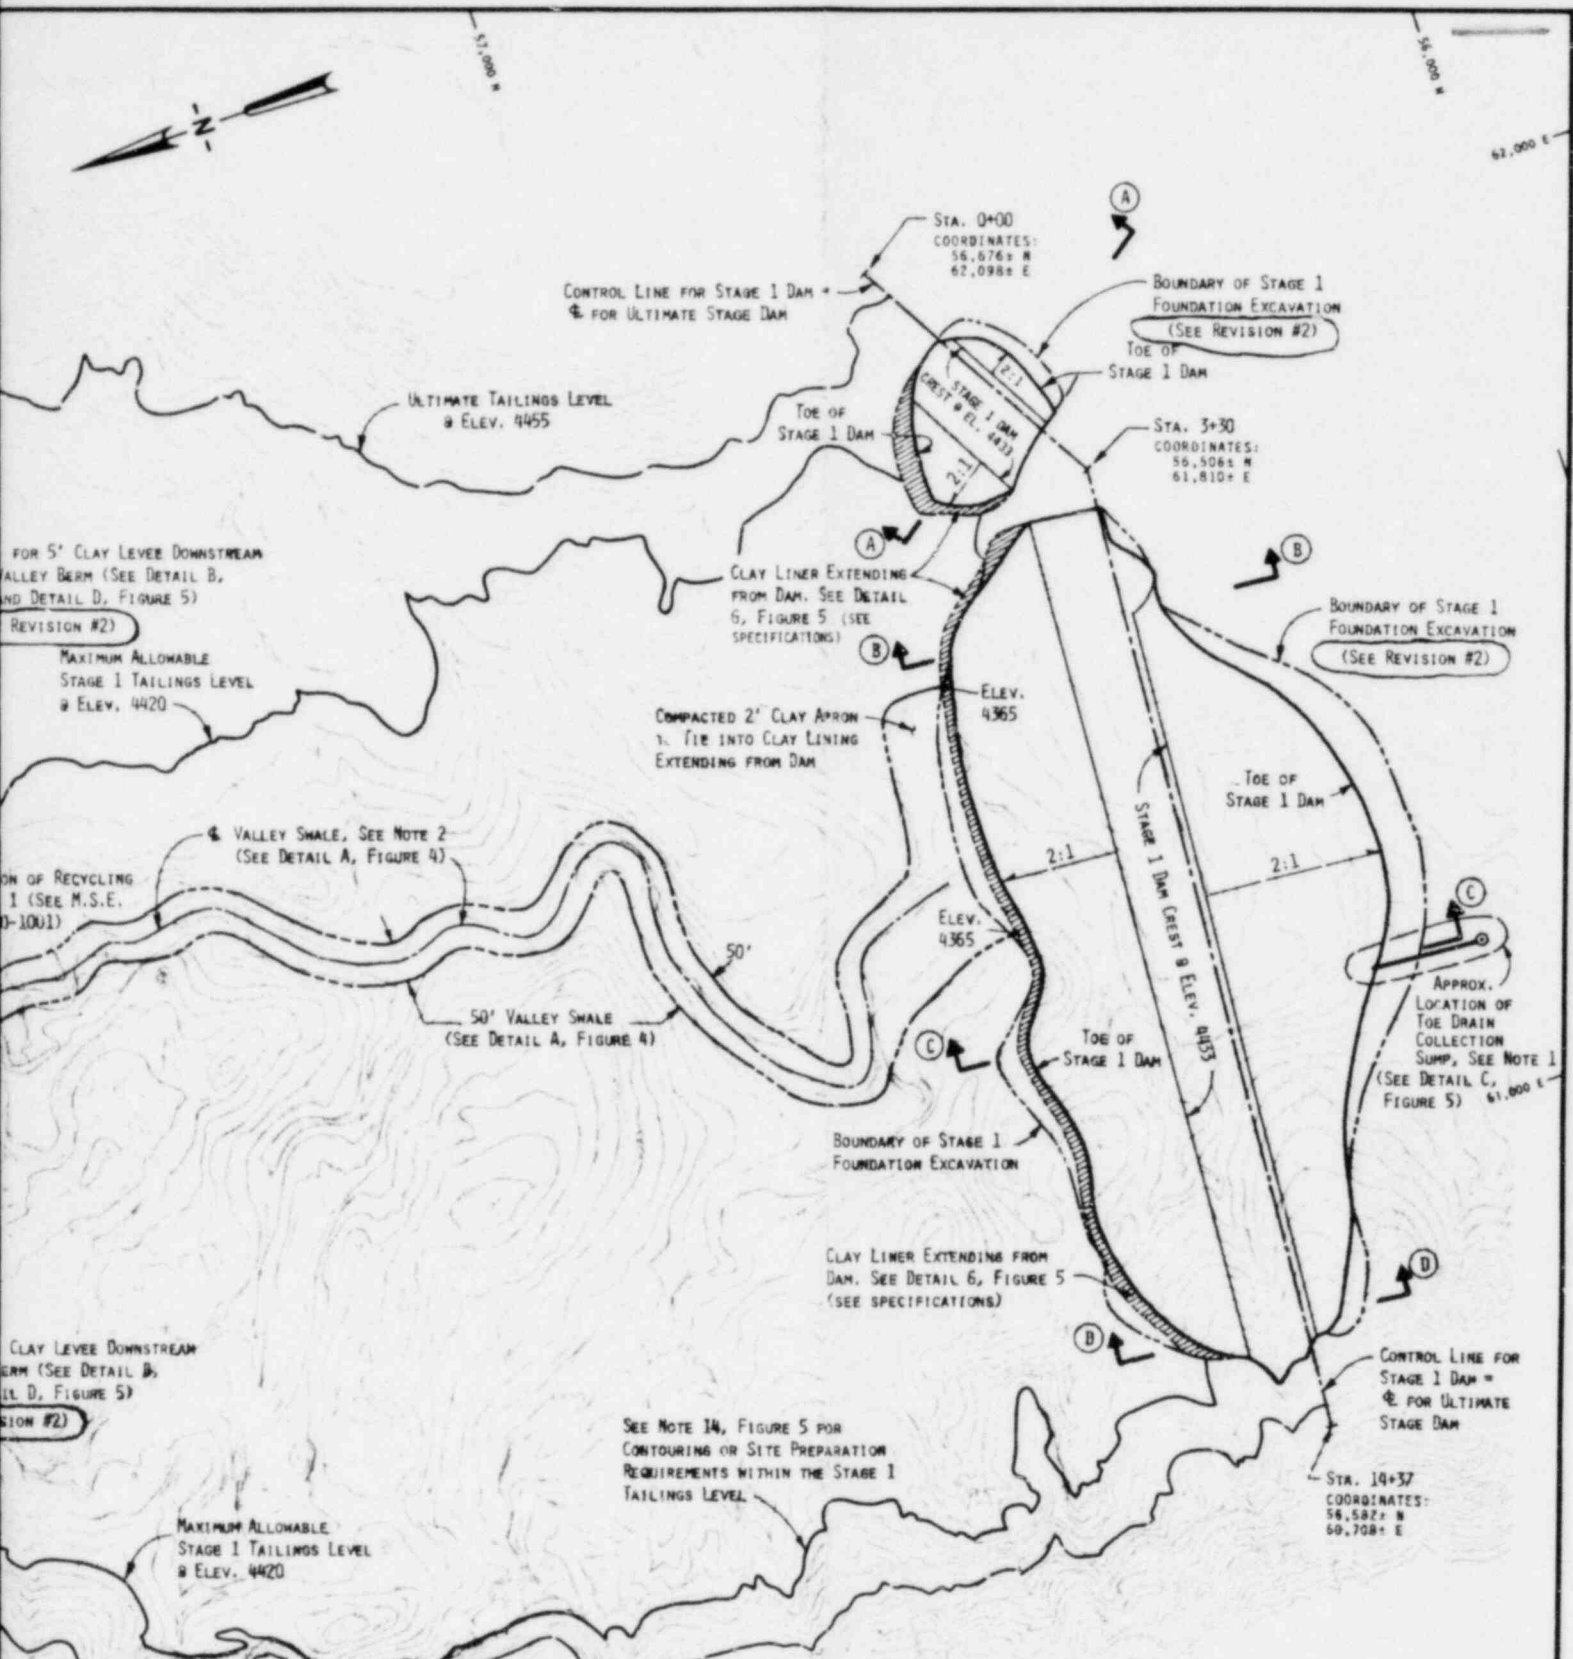 57,000 N
56,000 N
62,000 E
N
A
STA. 0+00
COORDINATES:
56,676± N
62,098± E
CONTROL LINE FOR STAGE 1 DAM =
℄ FOR ULTIMATE STAGE DAM
BOUNDARY OF STAGE 1
FOUNDATION EXCAVATION
(SEE REVISION #2)
TOE OF
STAGE 1 DAM
2:1
STAGE 1 DAM
CREST @ EL. 4433
2:1
ULTIMATE TAILINGS LEVEL
@ ELEV. 4455
TOE OF
STAGE 1 DAM
STA. 3+30
COORDINATES:
56,506± N
61,810± E
A
B
FOR 5' CLAY LEVEE DOWNSTREAM
VALLEY BERM (SEE DETAIL B,
AND DETAIL D, FIGURE 5)
REVISION #2)
MAXIMUM ALLOWABLE
STAGE 1 TAILINGS LEVEL
@ ELEV. 4420
CLAY LINER EXTENDING
FROM DAM. SEE DETAIL
6, FIGURE 5 (SEE
SPECIFICATIONS)
BOUNDARY OF STAGE 1
FOUNDATION EXCAVATION
(SEE REVISION #2)
B
ELEV.
4365
COMPACTED 2' CLAY APRON
TIE INTO CLAY LINING
EXTENDING FROM DAM
TOE OF
STAGE 1 DAM
STAGE 1 DAM CREST @ ELEV. 4433
2:1
2:1
℄ VALLEY SWALE, SEE NOTE 2
(SEE DETAIL A, FIGURE 4)
ON OF RECYCLING
1 (SEE M.S.E.
0-1001)
ELEV.
4365
C
50'
50' VALLEY SWALE
(SEE DETAIL A, FIGURE 4)
APPROX.
LOCATION OF
TOE DRAIN
COLLECTION
SUMP, SEE NOTE 1
(SEE DETAIL C,
FIGURE 5)
61,000 E
C
TOE OF
STAGE 1 DAM
BOUNDARY OF STAGE 1
FOUNDATION EXCAVATION
CLAY LINER EXTENDING FROM
DAM. SEE DETAIL 6, FIGURE 5
(SEE SPECIFICATIONS)
D
B
CLAY LEVEE DOWNSTREAM
ERM (SEE DETAIL B,
IL D, FIGURE 5)
SION #2)
CONTROL LINE FOR
STAGE 1 DAM =
℄ FOR ULTIMATE
STAGE DAM
SEE NOTE 14, FIGURE 5 FOR
CONTOURING OR SITE PREPARATION
REQUIREMENTS WITHIN THE STAGE 1
TAILINGS LEVEL
STA. 14+37
COORDINATES:
56,582± N
60,708± E
MAXIMUM ALLOWABLE
STAGE 1 TAILINGS LEVEL
@ ELEV. 4420